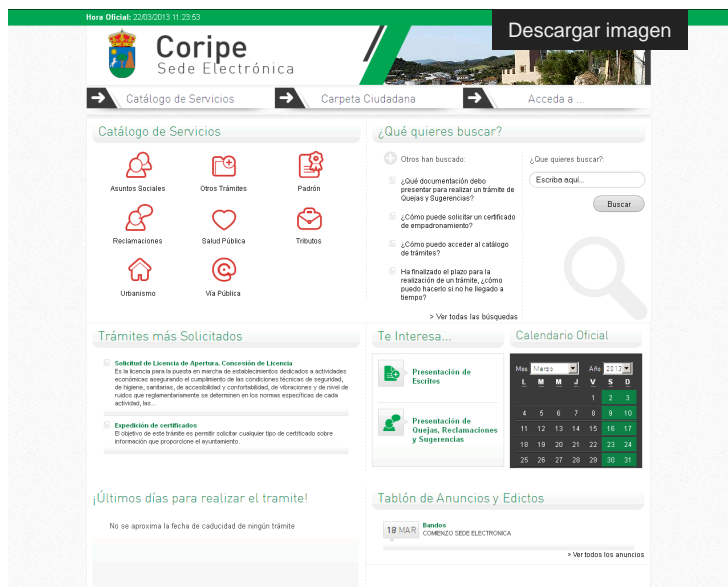 Hora Oficial: 22/03/2013 11:23:53
Descargar imagen
Coripe
Sede Electrónica
Catálogo de Servicios
Carpeta Ciudadana
Acceda a ...
Catálogo de Servicios
Asuntos Sociales
Otros Trámites
Padrón
Reclamaciones
Salud Pública
Tributos
Urbanismo
Vía Pública
¿Qué quieres buscar?
Otros han buscado:
¿Qué documentación debo
presentar para realizar un trámite de
Quejas y Sugerencias?
¿Cómo puede solicitar un certificado
de empadronamiento?
¿Cómo puedo acceder al catálogo
de trámites?
Ha finalizado el plazo para la
realización de un trámite, ¿cómo
puedo hacerlo si no he llegado a
tiempo?
> Ver todas las búsquedas
¿Que quieres buscar?:
Escriba aquí...
Buscar
Trámites más Solicitados
Solicitud de Licencia de Apertura. Concesión de Licencia
Es la licencia para la puesta en marcha de establecimientos dedicados a actividades
económicas asegurando el cumplimiento de las condiciones técnicas de seguridad,
de higiene, sanitarias, de accesibilidad y confortabilidad, de vibraciones y de nivel de
ruidos que reglamentariamente se determinen en los normas específicas de cada
actividad, las...
Expedición de certificados
El objetivo de este trámite es permitir solicitar cualquier tipo de certificado sobre
información que proporcione el ayuntamiento.
Te Interesa...
Presentación de
Escritos
Presentación de
Quejas, Reclamaciones
y Sugerencias
Calendario Oficial
Mes Marzo Año 2013
L M M J V S D
1 2 3
4 5 6 7 8 9 10
11 12 13 14 15 16 17
18 19 20 21 22 23 24
25 26 27 28 29 30 31
¡Últimos días para realizar el tramite!
No se aproxima la fecha de caducidad de ningún trámite
Tablón de Anuncios y Edictos
18 MAR
Bandos
COMIENZO SEDE ELECTRONICA
» Ver todos los anuncios